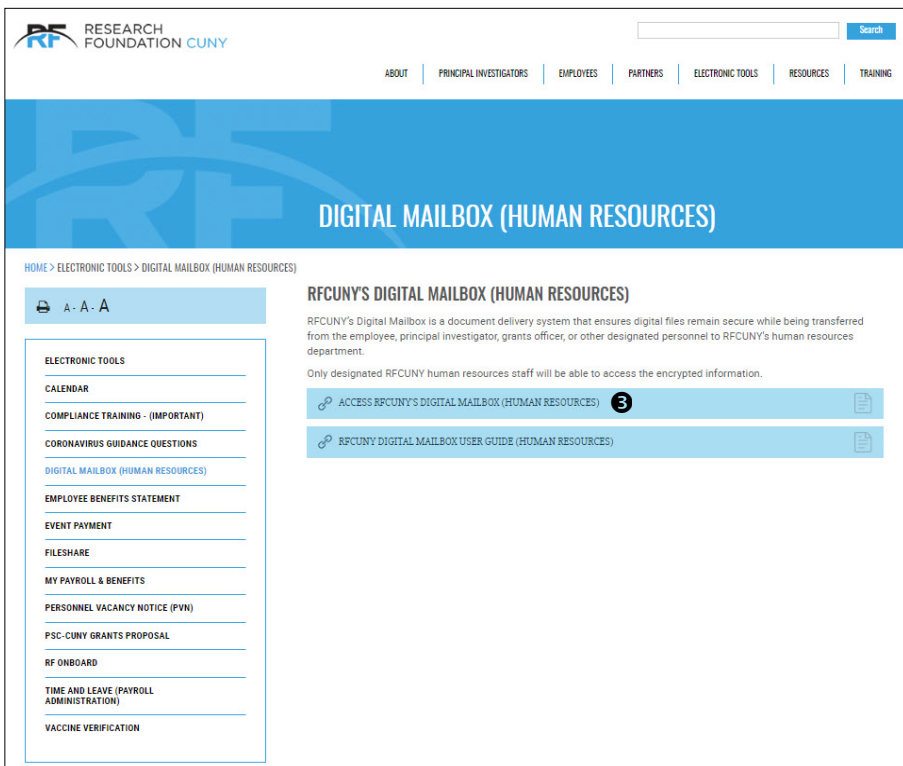 RF RESEARCH
FOUNDATION CUNY
Search
ABOUT PRINCIPAL INVESTIGATORS EMPLOYEES PARTNERS ELECTRONIC TOOLS RESOURCES TRAINING
RF
DIGITAL MAILBOX (HUMAN RESOURCES)
HOME > ELECTRONIC TOOLS > DIGITAL MAILBOX (HUMAN RESOURCES)
A - A - A
ELECTRONIC TOOLS
CALENDAR
COMPLIANCE TRAINING - (IMPORTANT)
CORONAVIRUS GUIDANCE QUESTIONS
DIGITAL MAILBOX (HUMAN RESOURCES)
EMPLOYEE BENEFITS STATEMENT
EVENT PAYMENT
FILESHARE
MY PAYROLL & BENEFITS
PERSONNEL VACANCY NOTICE (PVN)
PSC-CUNY GRANTS PROPOSAL
RF ONBOARD
TIME AND LEAVE (PAYROLL
ADMINISTRATION)
VACCINE VERIFICATION
RFCUNY'S DIGITAL MAILBOX (HUMAN RESOURCES)
RFCUNY's Digital Mailbox is a document delivery system that ensures digital files remain secure while being transferred
from the employee, principal investigator, grants officer, or other designated personnel to RFCUNY's human resources
department.
Only designated RFCUNY human resources staff will be able to access the encrypted information.
ACCESS RFCUNY'S DIGITAL MAILBOX (HUMAN RESOURCES) 3
RFCUNY DIGITAL MAILBOX USER GUIDE (HUMAN RESOURCES)